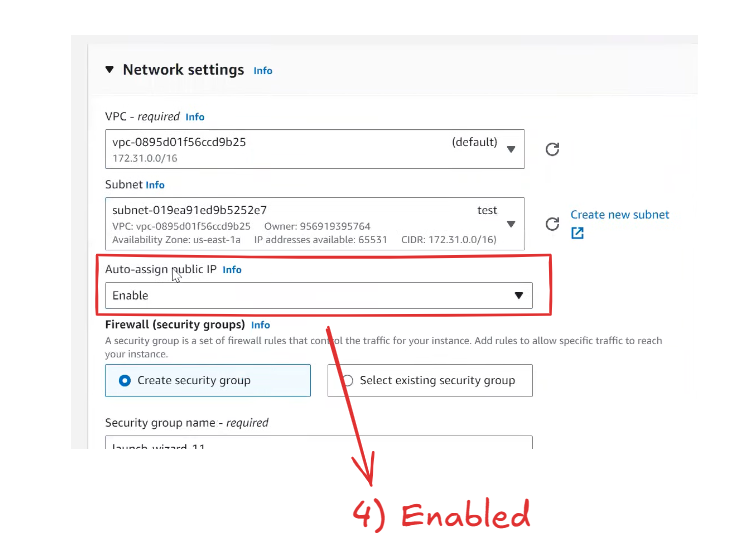 Network settings Info
VPC - required Info
vpc-0895d01f56ccd9b25 (default)
172.31.0.0/16
Subnet Info
subnet-019ea91ed9b5252e7 test
VPC: vpc-0895d01f56ccd9b25 Owner: 956919395764
Availability Zone: us-east-1a IP addresses available: 65531 CIDR: 172.31.0.0/16)
Create new subnet
Auto-assign public IP Info
Enable
Firewall (security groups) Info
A security group is a set of firewall rules that control the traffic for your instance. Add rules to allow specific traffic to reach
your instance.
Create security group
Select existing security group
Security group name - required
launch-wizard-11
4) Enabled